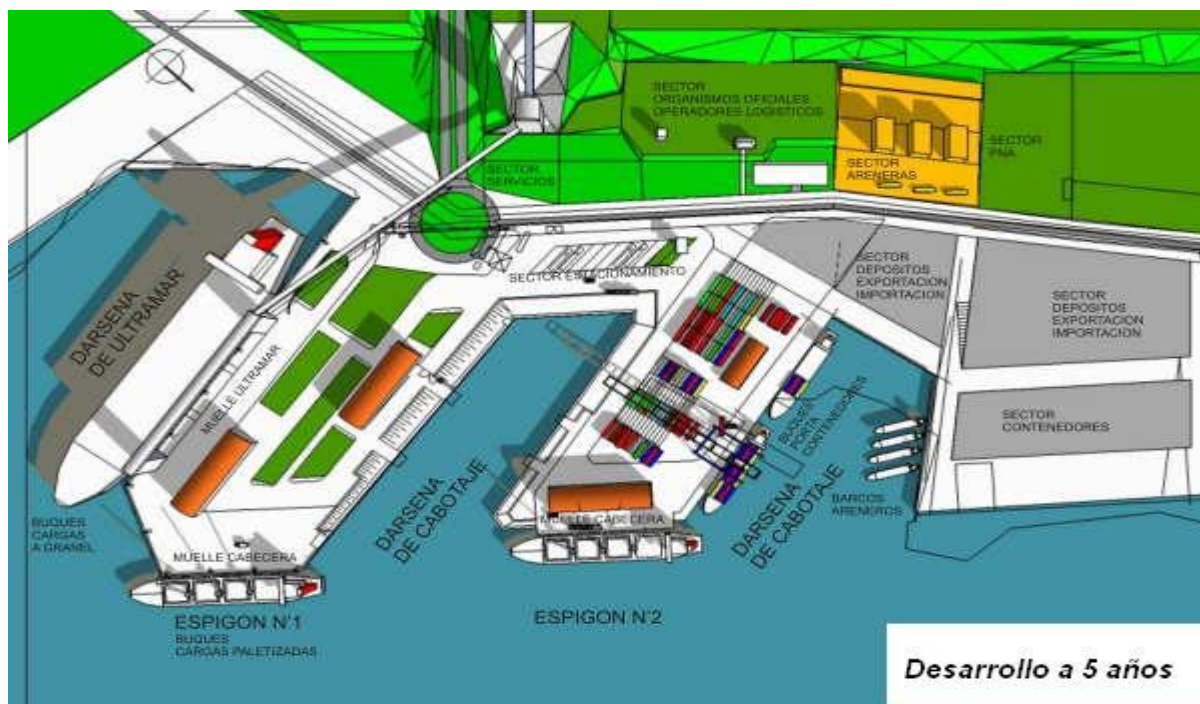 SECTOR
ORGANISMOS OFICIALES
OPERADORES LOGISTICOS
SECTOR
PNA
SECTOR
ARENERAS
SECTOR
SERVICIOS
SECTOR ESTACIONAMIENTO
SECTOR
DEPOSITOS
EXPORTACION
IMPORTACION
SECTOR
DEPOSITOS
EXPORTACION
IMPORTACION
DARSENA
DE ULTRAMAR
MUELLE ULTRAMAR
SECTOR
CONTENEDORES
BUQUES
PORTA
CONTENEDORES
DARSENA
DE CABOTAJE
DARSENA
DE CABOTAJE
BARCOS
ARENEROS
BUQUES
CARGAS
A GRANEL
MUELLE CABECERA
MUELLE CABECERA
ESPIGON N'1
BUQUES
CARGAS PALETIZADAS
ESPIGON N'2
Desarrollo a 5 años